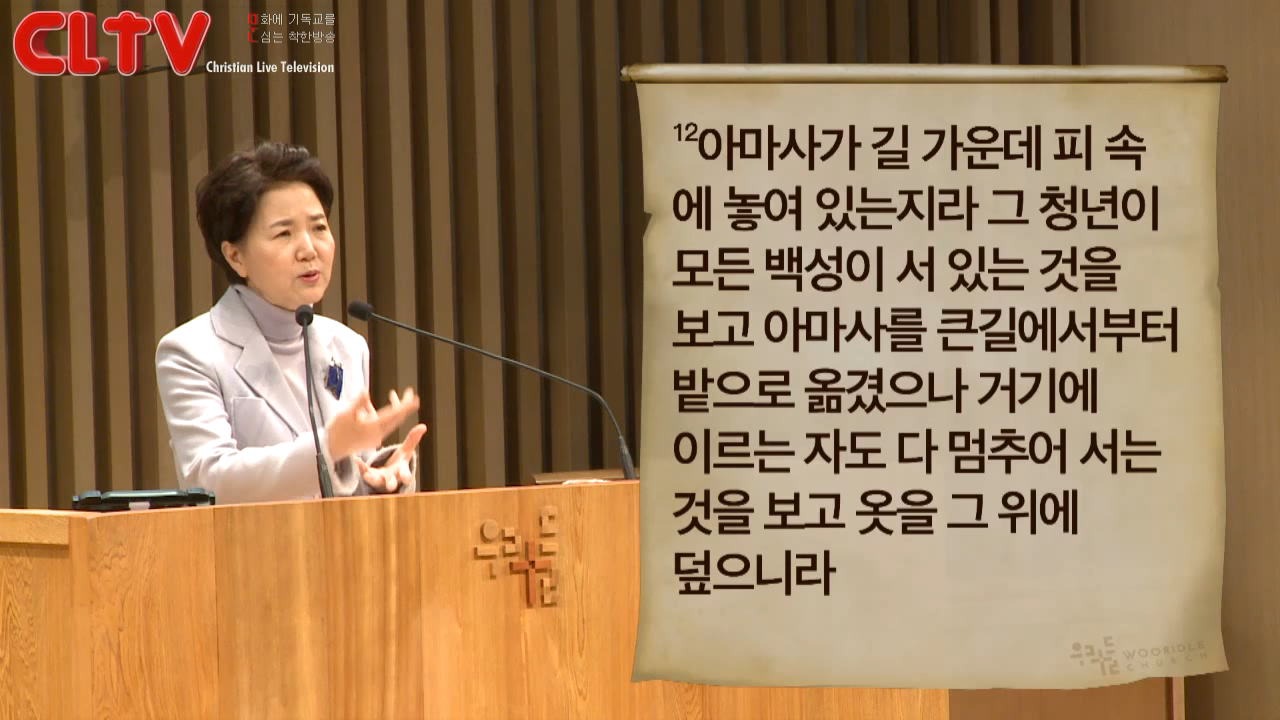 CLTV
문화에 기독교를
심는 착한방송
Christian Live Television
12아마사가 길 가운데 피 속
에 놓여 있는지라 그 청년이
모든 백성이 서 있는 것을
보고 아마사를 큰길에서부터
밭으로 옮겼으나 거기에
이르는 자도 다 멈추어 서는
것을 보고 옷을 그 위에
덮으니라
우리들
우리들
WOORIDLE
CHURCH